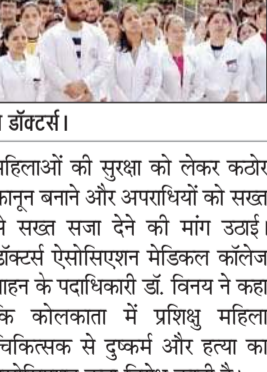 डॉक्टर्स।
महिलाओं की सुरक्षा को लेकर कठोर
कानून बनाने और अपराधियों को सख्त
से सख्त सजा देने की मांग उठाई।
डॉक्टर्स ऐसोसिएशन मेडिकल कॉलेज
नाहन के पदाधिकारी डॉ. विनय ने कहा
कि कोलकाता में प्रशिक्षु महिला
चिकित्सक से दुष्कर्म और हत्या का